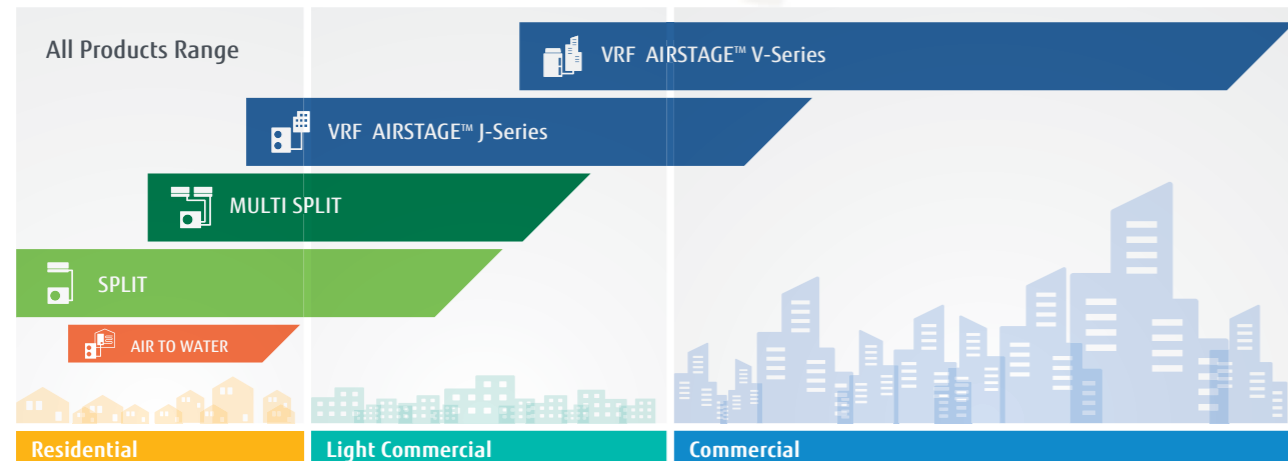 All Products Range
VRF AIRSTAGE™ V-Series
VRF AIRSTAGE™ J-Series
MULTI SPLIT
SPLIT
AIR TO WATER
Residential
Light Commercial
Commercial